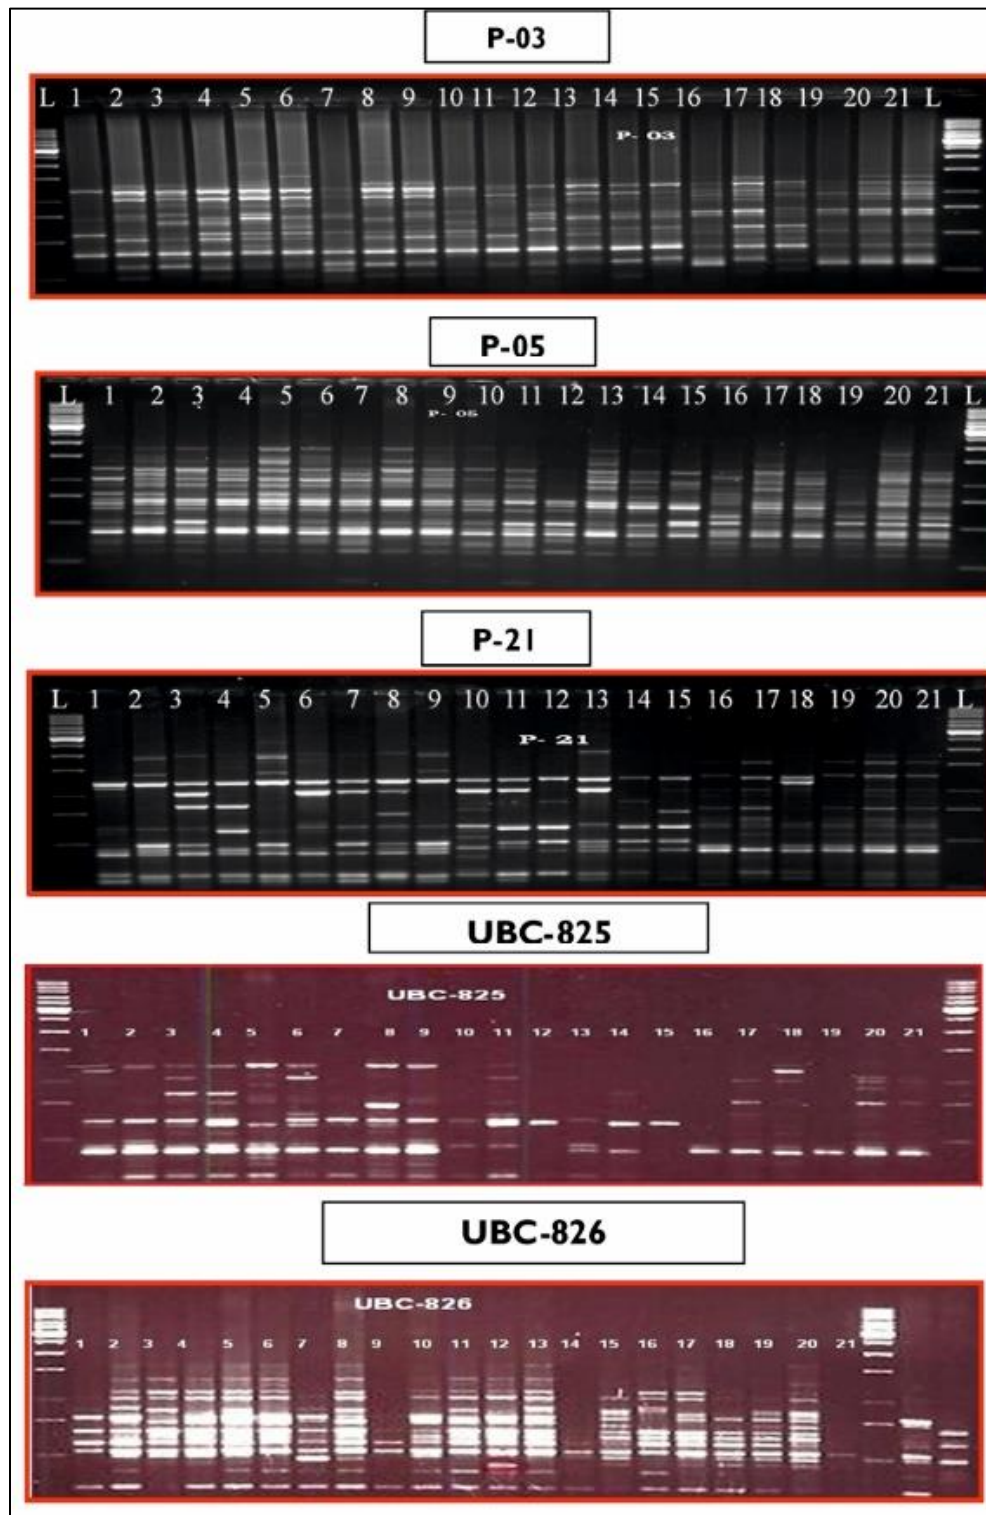 P-03
L 1 2 3 4 5 6 7 8 9 10 11 12 13 14 15 16 17 18 19 20 21 L
P- 03
P-05
L 1 2 3 4 5 6 7 8 9 10 11 12 13 14 15 16 17 18 19 20 21 L
P- 05
P-21
L 1 2 3 4 5 6 7 8 9 10 11 12 13 14 15 16 17 18 19 20 21 L
P- 21
UBC-825
UBC-825
1 2 3 4 5 6 7 8 9 10 11 12 13 14 15 16 17 18 19 20 21
UBC-826
UBC-826
1 2 3 4 5 6 7 8 9 10 11 12 13 14 15 16 17 18 19 20 21